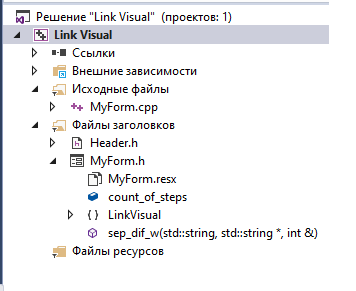 Решение "Link Visual" (проектов: 1)
Link Visual
Ссылки
Внешние зависимости
Исходные файлы
MyForm.cpp
Файлы заголовков
Header.h
MyForm.h
MyForm.resx
count_of_steps
{ } LinkVisual
sep_dif_w(std::string, std::string *, int &)
Файлы ресурсов